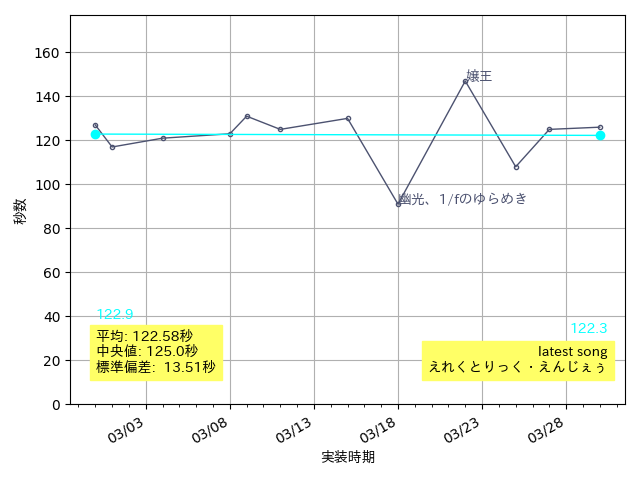 160
140
120
100
80
60
40
20
0
秒数
嬢王
幽光、1/fのゆらめき
122.9
122.3
平均: 122.58秒
中央値: 125.0秒
標準偏差: 13.51秒
latest song
えれくとりっく・えんじぇぅ
03/03
03/08
03/13
03/18
03/23
03/28
実装時期